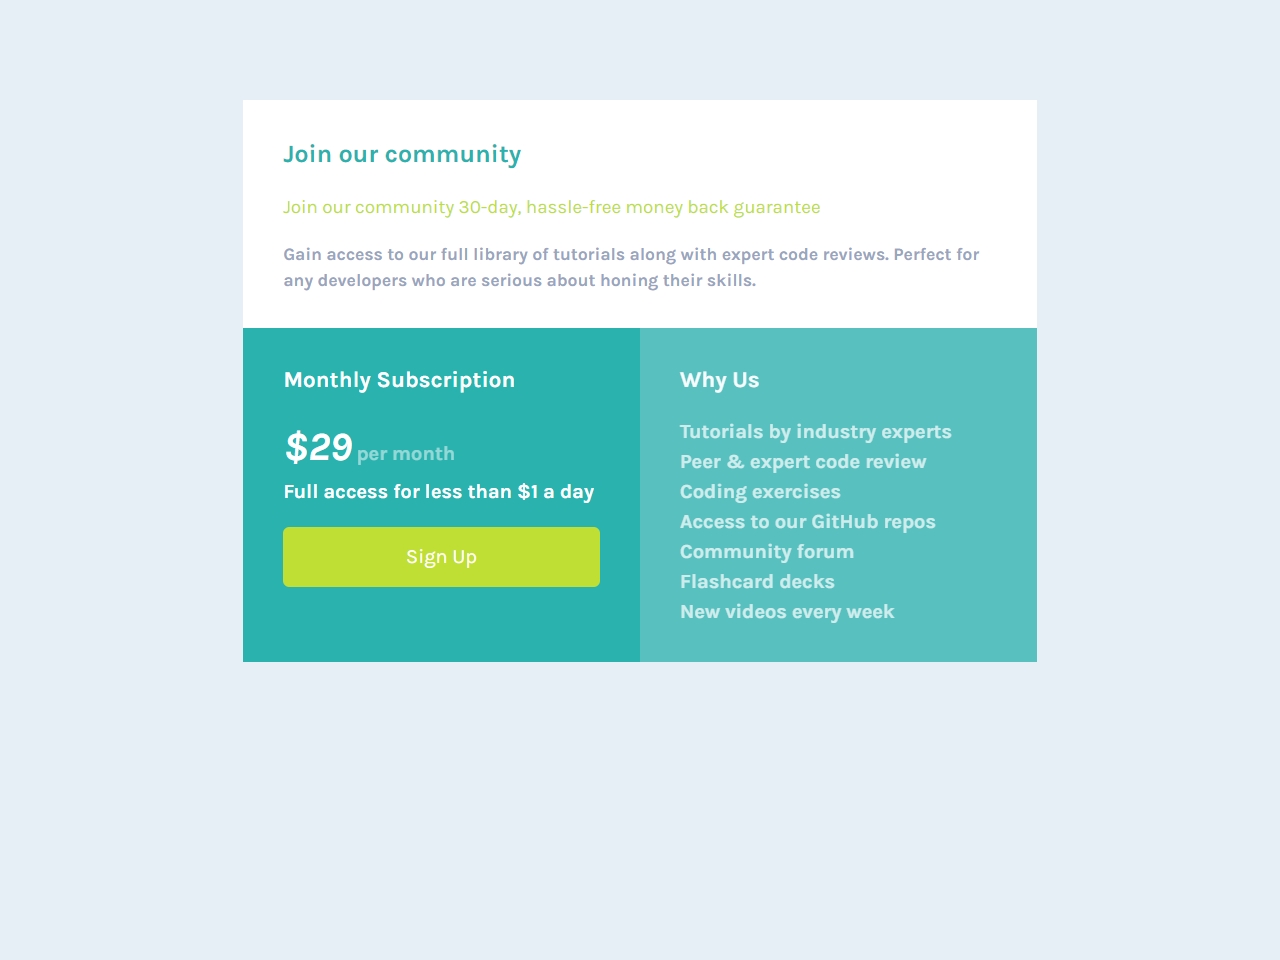 Join our community
Join our community 30-day, hassle-free money back guarantee
Gain access to our full library of tutorials along with expert code reviews. Perfect for
any developers who are serious about honing their skills.
Monthly Subscription
$29 per month
Full access for less than $1 a day
Sign Up
Why Us
Tutorials by industry experts
Peer & expert code review
Coding exercises
Access to our GitHub repos
Community forum
Flashcard decks
New videos every week